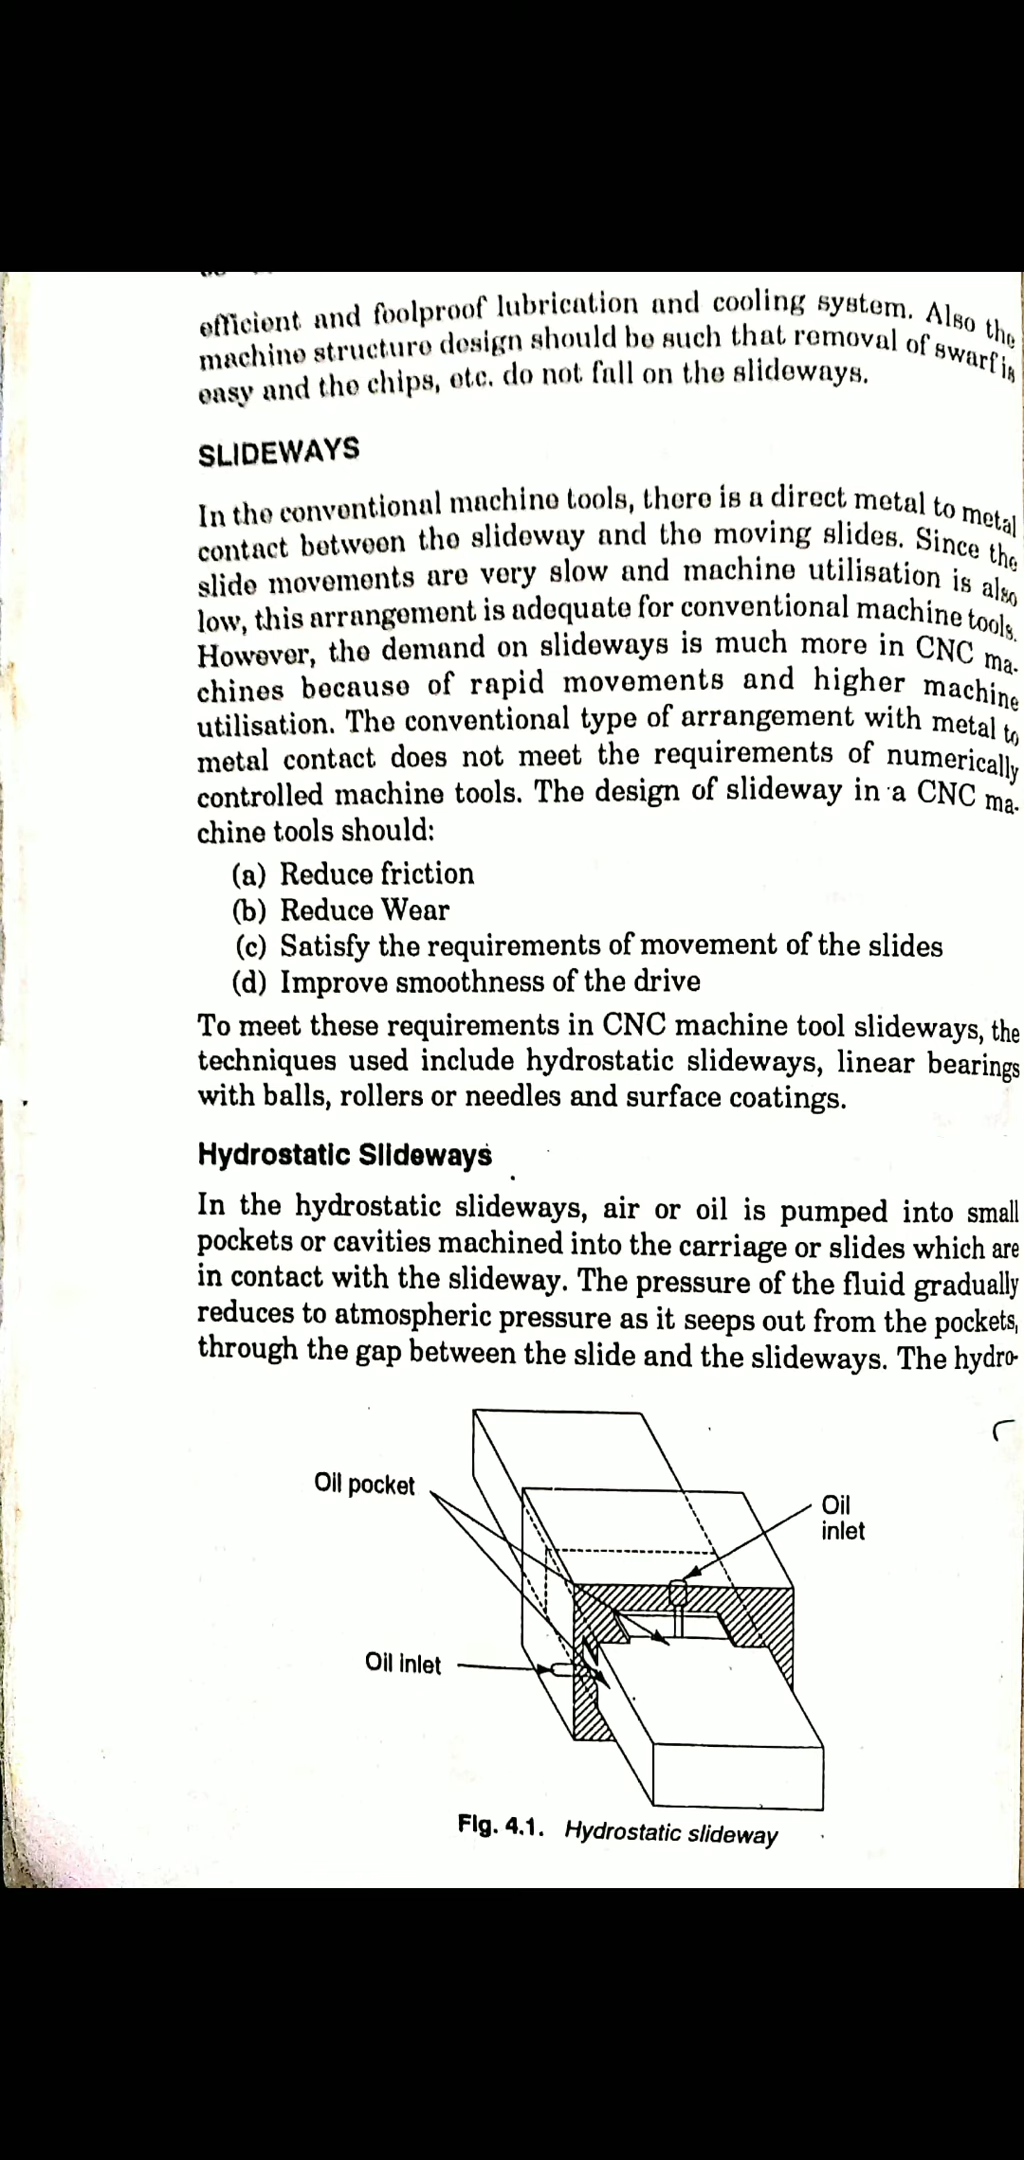 efficient and foolproof lubrication and cooling system. Also the
machine structure design should be such that removal of swarf is
easy and the chips, etc. do not fall on the slideways.
SLIDEWAYS
In the conventional machine tools, there is a direct metal to metal
contact between the slideway and the moving slides. Since the
slide movements are very slow and machine utilisation is also
low, this arrangement is adequate for conventional machine tools.
However, the demand on slideways is much more in CNC ma-
chines because of rapid movements and higher machine
utilisation. The conventional type of arrangement with metal to
metal contact does not meet the requirements of numerically
controlled machine tools. The design of slideway in a CNC ma-
chine tools should:
(a) Reduce friction
(b) Reduce Wear
(c) Satisfy the requirements of movement of the slides
(d) Improve smoothness of the drive
To meet these requirements in CNC machine tool slideways, the
techniques used include hydrostatic slideways, linear bearings
with balls, rollers or needles and surface coatings.
Hydrostatic Slideways
In the hydrostatic slideways, air or oil is pumped into small
pockets or cavities machined into the carriage or slides which are
in contact with the slideway. The pressure of the fluid gradually
reduces to atmospheric pressure as it seeps out from the pockets,
through the gap between the slide and the slideways. The hydro-
Oil pocket
Oil
inlet
Oil inlet
Fig. 4.1. Hydrostatic slideway